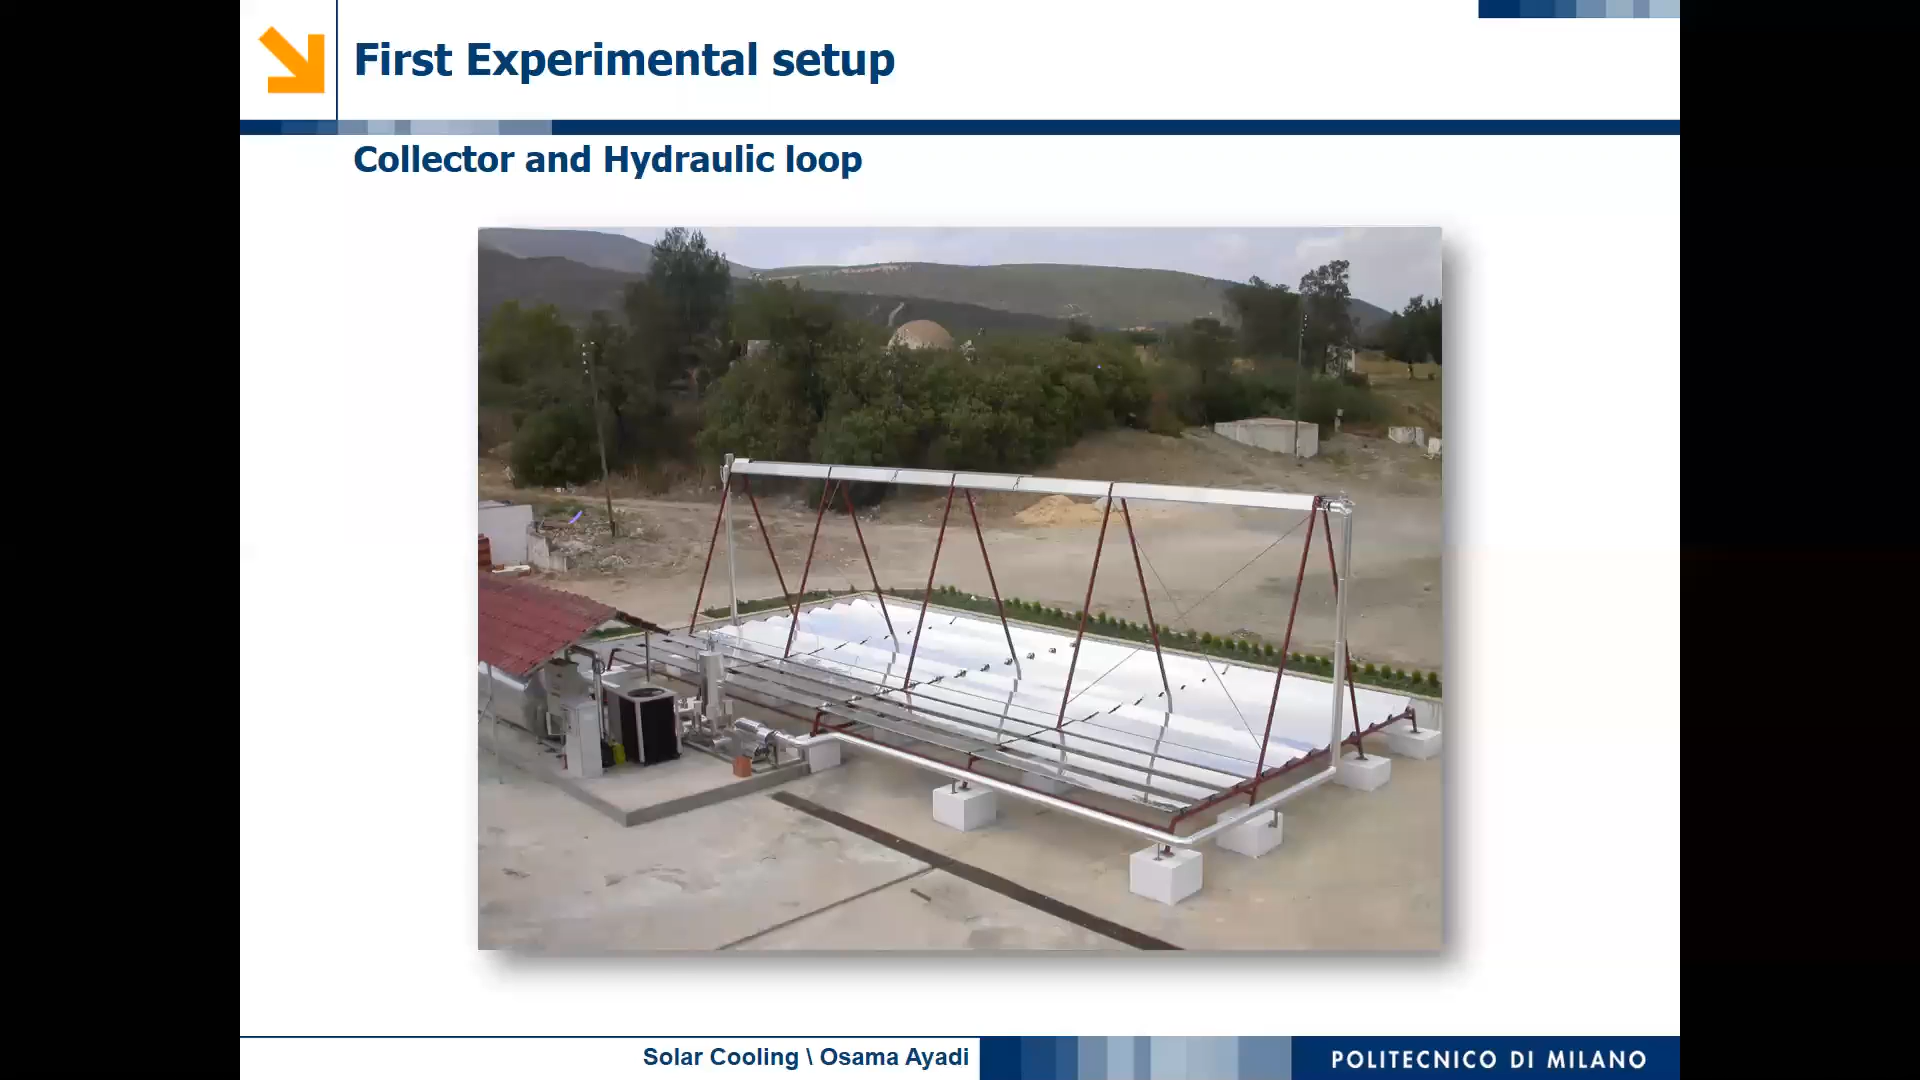 First Experimental setup
Collector and Hydraulic loop
Solar Cooling \ Osama Ayadi
POLITECNICO DI MILANO